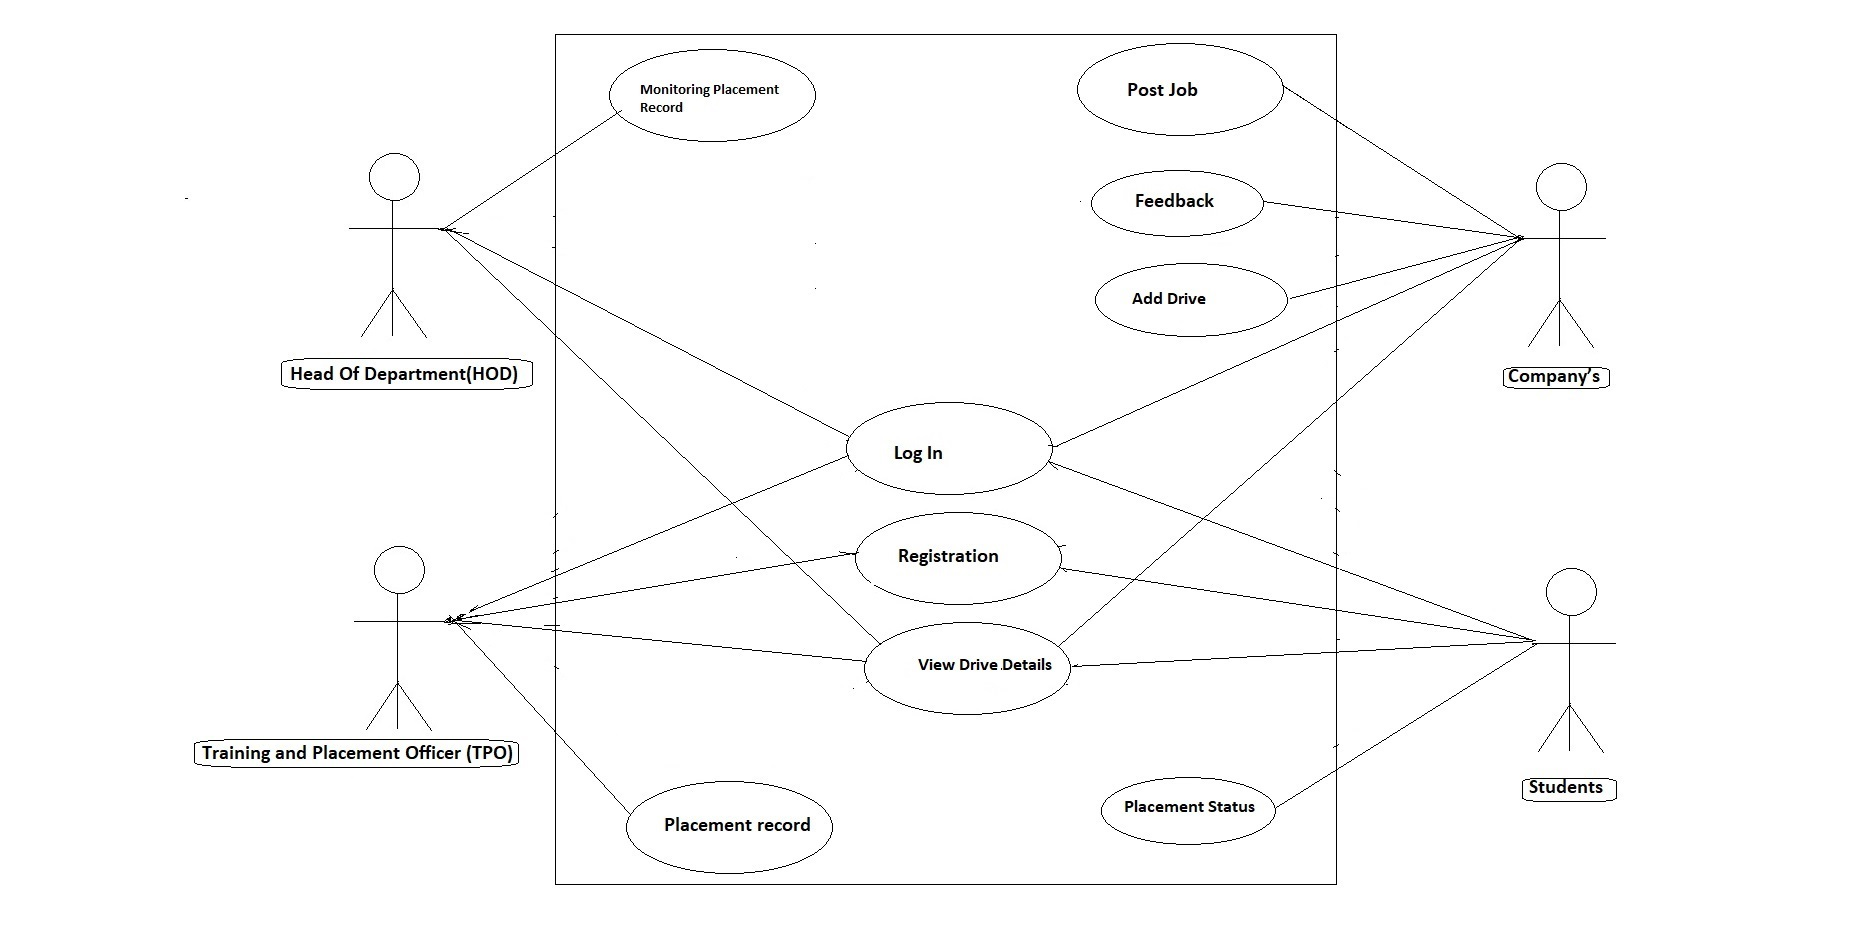 Monitoring Placement
Record
Post Job
Feedback
Add Drive
Head Of Department(HOD)
Company’s
Log In
Registration
View Drive Details
Training and Placement Officer (TPO)
Students
Placement Status
Placement record